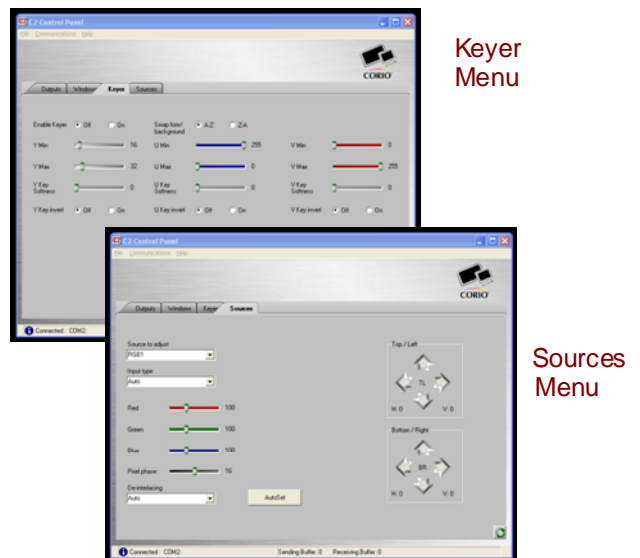 C2 Control Panel
File Communications Help
CORIO
Keyer
Menu
Outputs Windows Keyer Sources
Enable Keyer Off On Swap fore/ background A-Z Z-A
Y Min 16 U Min 255 V Min 0
Y Max 32 U Max 0 V Max 255
Y Key Softness 0 U Key Softness 0 V Key Softness 0
Y Key invert Off On U Key invert Off On V Key invert Off On
Connected : COM2
C2 Control Panel
File Communications Help
CORIO
Outputs Windows Keyer Sources
Sources
Menu
Source to adjust
RGB1
Input type
Auto
Red 100
Green 100
Blue 100
Pixel phase 16
De-interlacing
Auto
AutoSet
Top / Left
TL
H: 0 V: 0
Bottom / Right
BR
H: 0 V: 0
Connected : COM2 Sending Buffer :0 Receiving Buffer :0